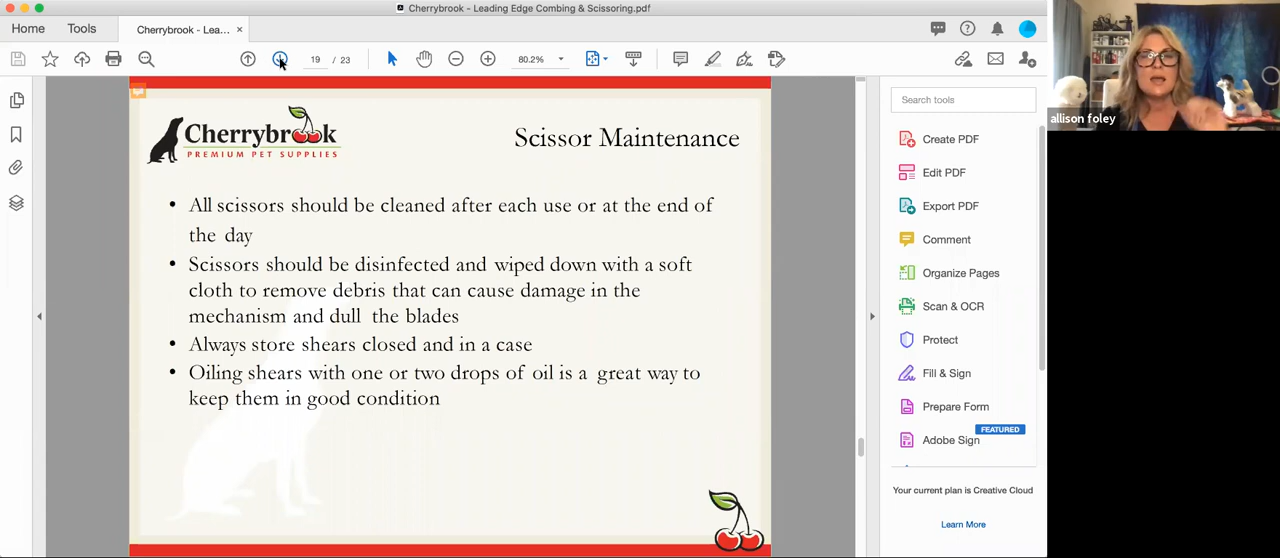 Cherrybrook - Leading Edge Combing & Scissoring.pdf
Home
Tools
Cherrybrook - Lea...
19 / 23
80.2%
allison foley
Search tools
Cherrybrook
PREMIUM PET SUPPLIES
Scissor Maintenance
• All scissors should be cleaned after each use or at the end of
the day
• Scissors should be disinfected and wiped down with a soft
cloth to remove debris that can cause damage in the
mechanism and dull the blades
• Always store shears closed and in a case
• Oiling shears with one or two drops of oil is a great way to
keep them in good condition
Create PDF
Edit PDF
Export PDF
Comment
Organize Pages
Scan & OCR
Protect
Fill & Sign
Prepare Form
FEATURED
Adobe Sign
Your current plan is Creative Cloud
Learn More